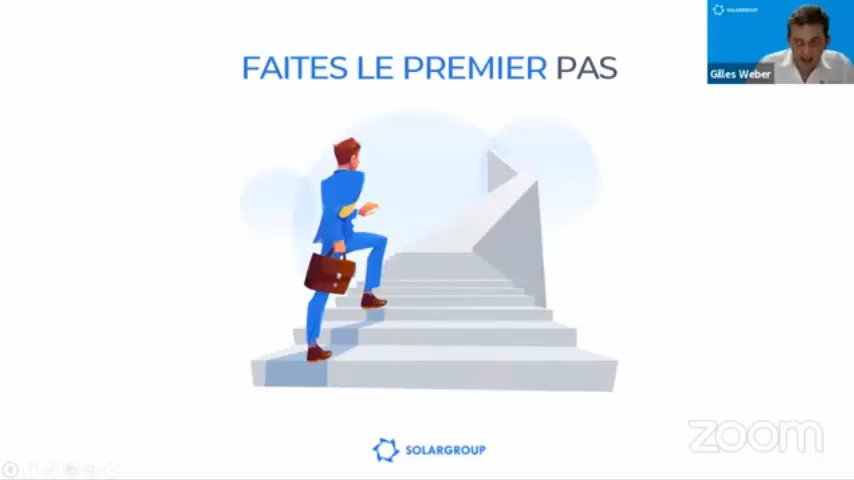 FAITES LE PREMIER PAS
SOLARGROUP
Gilles Weber
SOLARGROUP
zoom